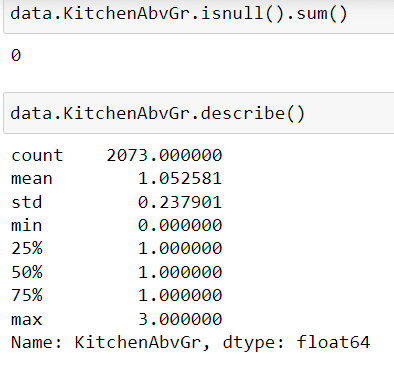 data.KitchenAbvGr.isnull().sum()
0
data.KitchenAbvGr.describe()
count    2073.000000
mean        1.052581
std         0.237901
min         0.000000
25%         1.000000
50%         1.000000
75%         1.000000
max         3.000000
Name: KitchenAbvGr, dtype: float64